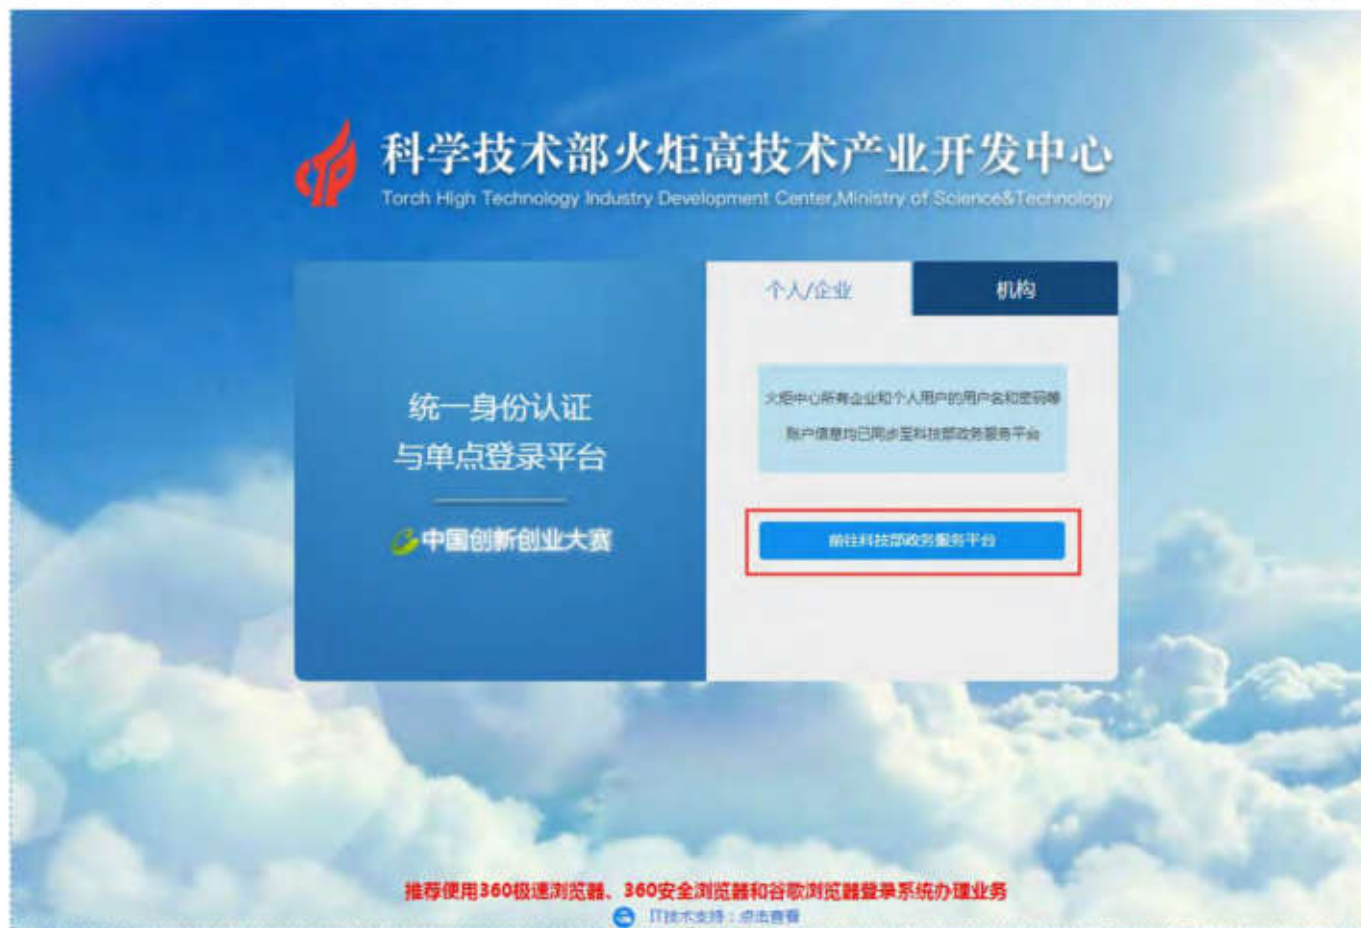 科学技术部火炬高技术产业开发中心
Torch High Technology Industry Development Center,Ministry of Science&Technology
个人/企业
机构
统一身份认证
与单点登录平台
中国创新创业大赛
火炬中心所有企业和个人用户的用户名和密码等
账户信息均已同步至科技部政务服务平台
前往科技部政务服务平台
推荐使用360极速浏览器、360安全浏览器和谷歌浏览器登录系统办理业务
IT技术支持：点击查看